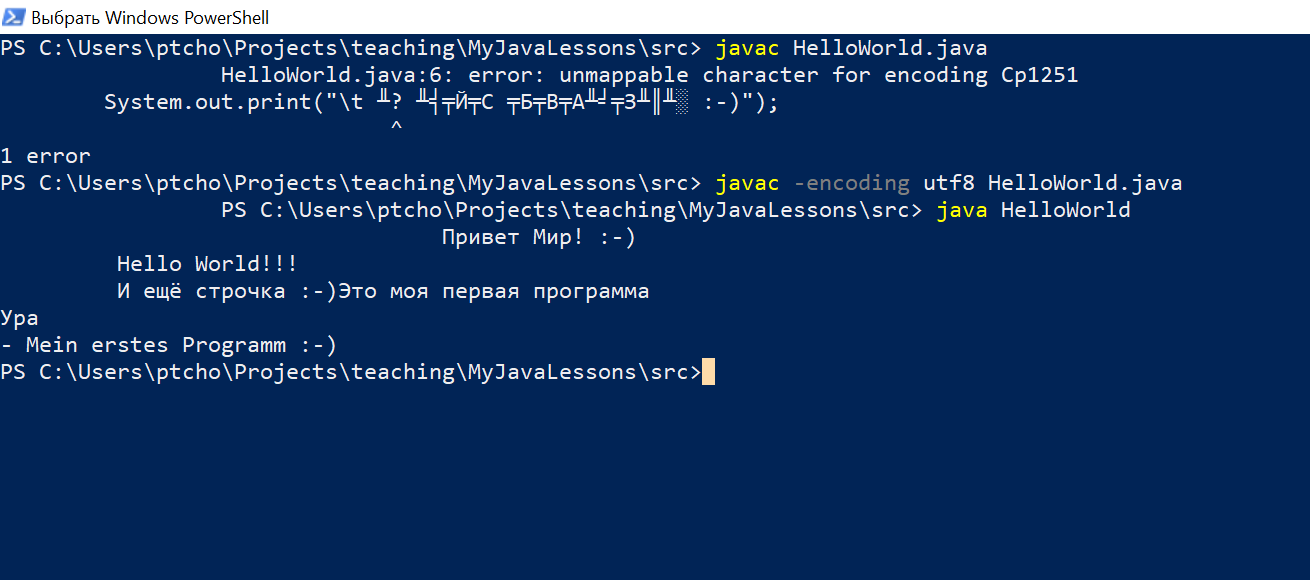 Выбрать Windows PowerShell
PS C:\Users\ptcho\Projects\teaching\MyJavaLessons\src> javac HelloWorld.java
HelloWorld.java:6: error: unmappable character for encoding Cp1251
System.out.print("\t ╨? ╨╡╤Й╤С ╤Б╤В╤А╨╛╤З╨║╨░ :-)");
^
1 error
PS C:\Users\ptcho\Projects\teaching\MyJavaLessons\src> javac -encoding utf8 HelloWorld.java
PS C:\Users\ptcho\Projects\teaching\MyJavaLessons\src> java HelloWorld
Привет Мир! :-)
Hello World!!!
И ещё строчка :-)Это моя первая программа
Ура
- Mein erstes Programm :-)
PS C:\Users\ptcho\Projects\teaching\MyJavaLessons\src>